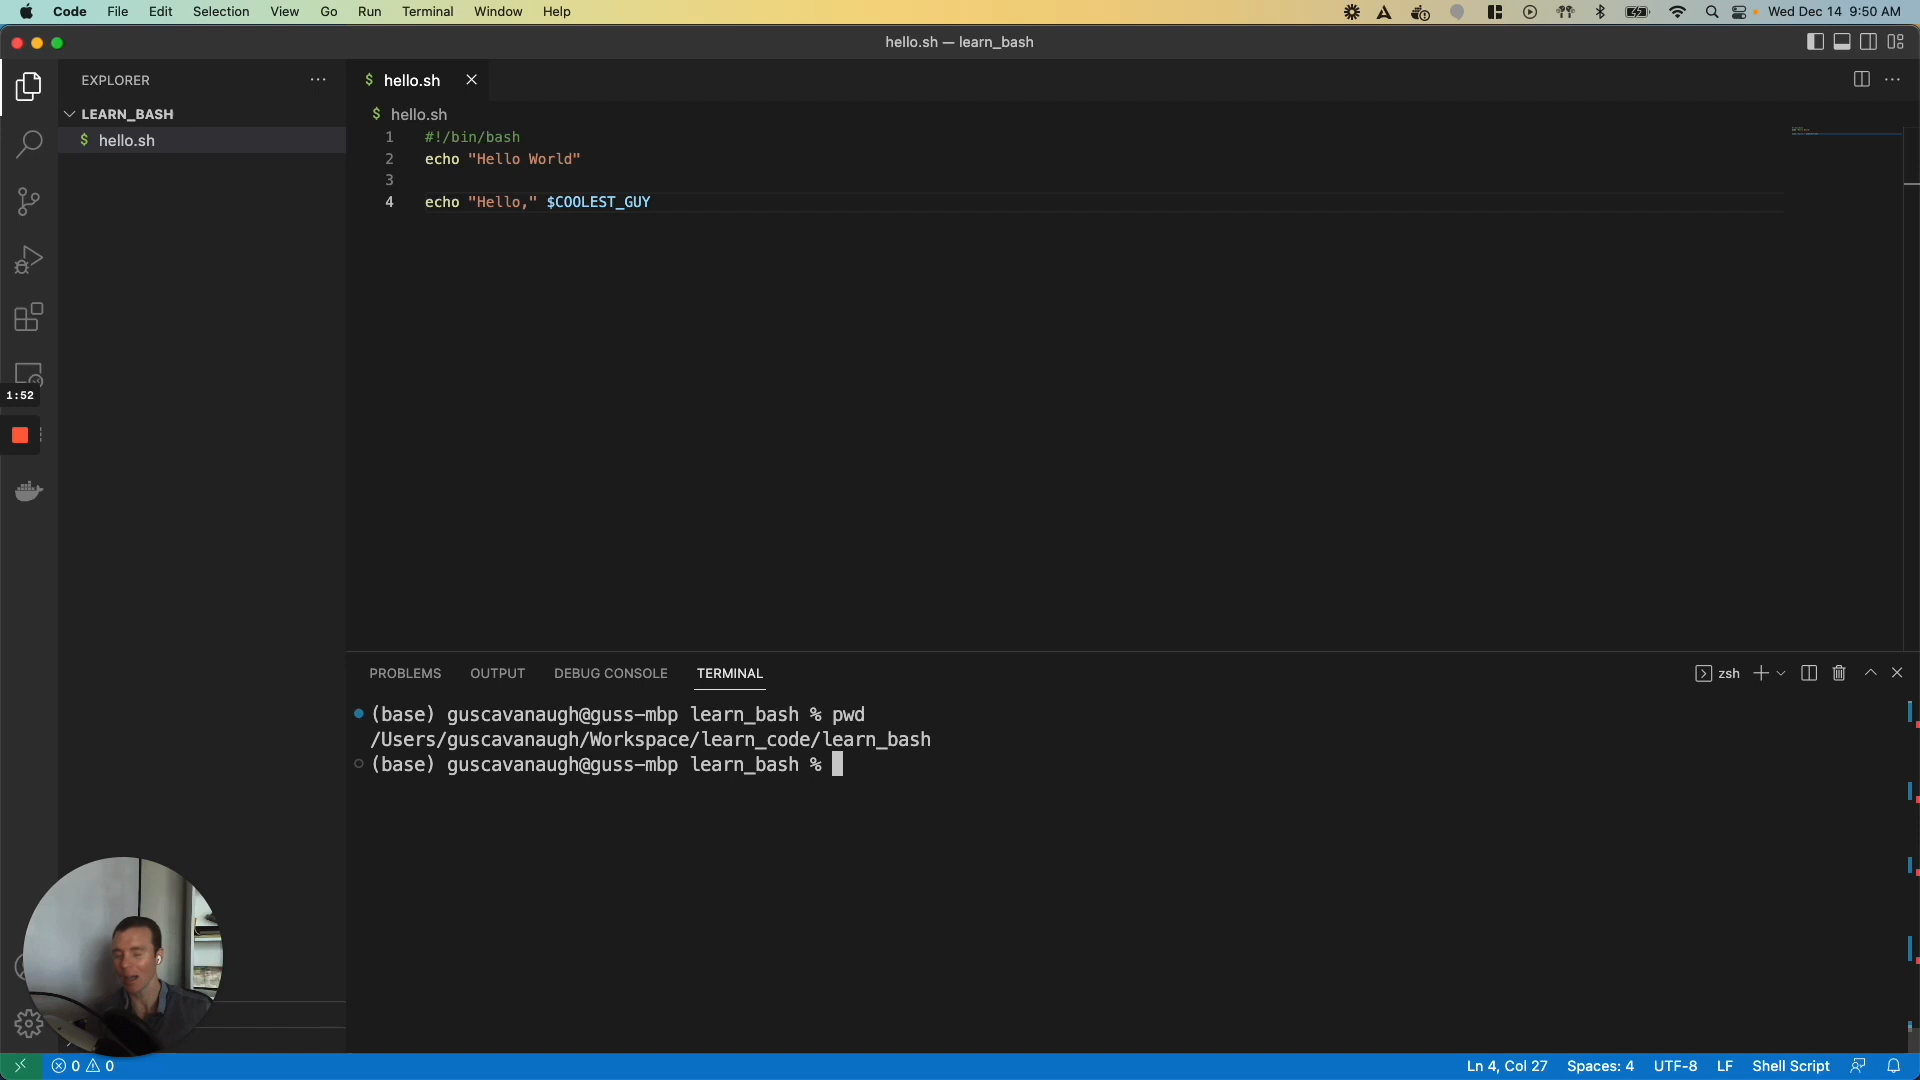 Code File Edit Selection View Go Run Terminal Window Help Wed Dec 14 9:50 AM
hello.sh — learn_bash
EXPLORER
LEARN_BASH
$ hello.sh
$ hello.sh
$ hello.sh
1 #!/bin/bash
2 echo "Hello World"
3
4 echo "Hello," $COOLEST_GUY
1:52
PROBLEMS OUTPUT DEBUG CONSOLE TERMINAL zsh
(base) guscavanaugh@guss-mbp learn_bash % pwd
/Users/guscavanaugh/Workspace/learn_code/learn_bash
(base) guscavanaugh@guss-mbp learn_bash %
0 0 Ln 4, Col 27 Spaces: 4 UTF-8 LF Shell Script